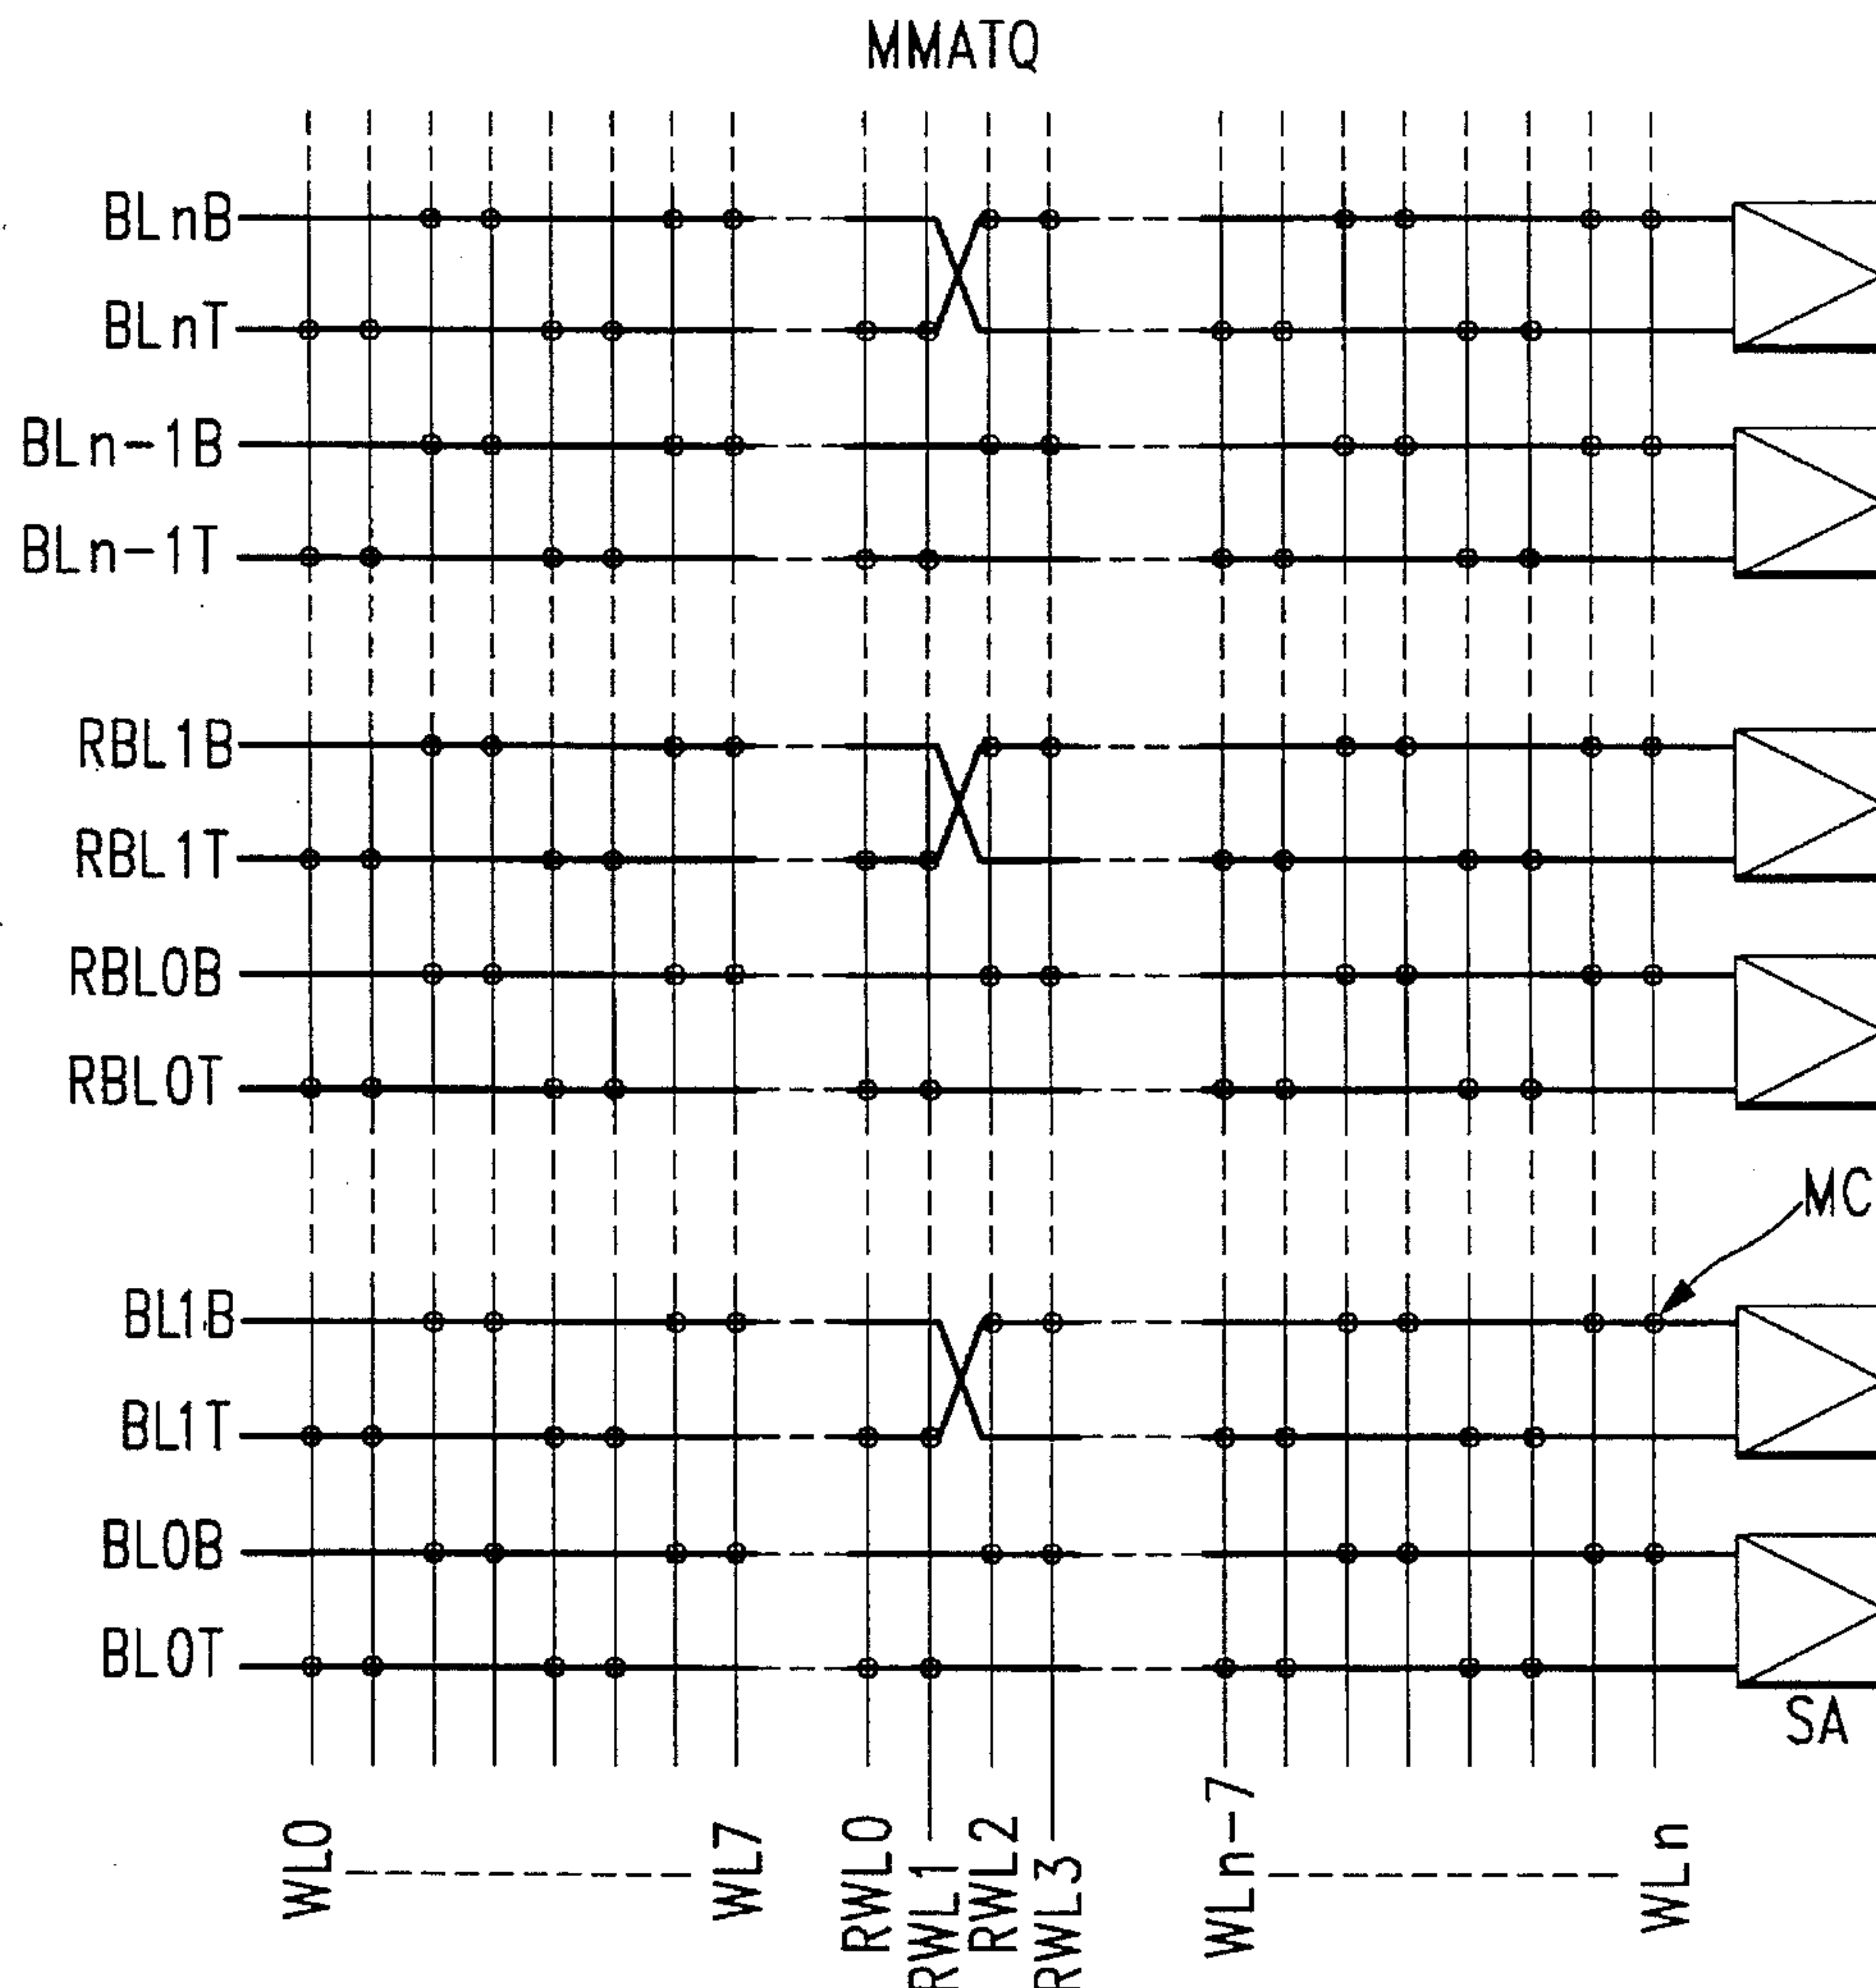 MMATQ
BLnB
BLnT
BLn-1B
BLn-1T
RBL1B
RBL1T
RBL0B
RBL0T
MC
BL1B
BL1T
BL0B
BL0T
SA
WL0
WL7
RWL0
RWL1
RWL2
RWL3
WLn-7
WLn